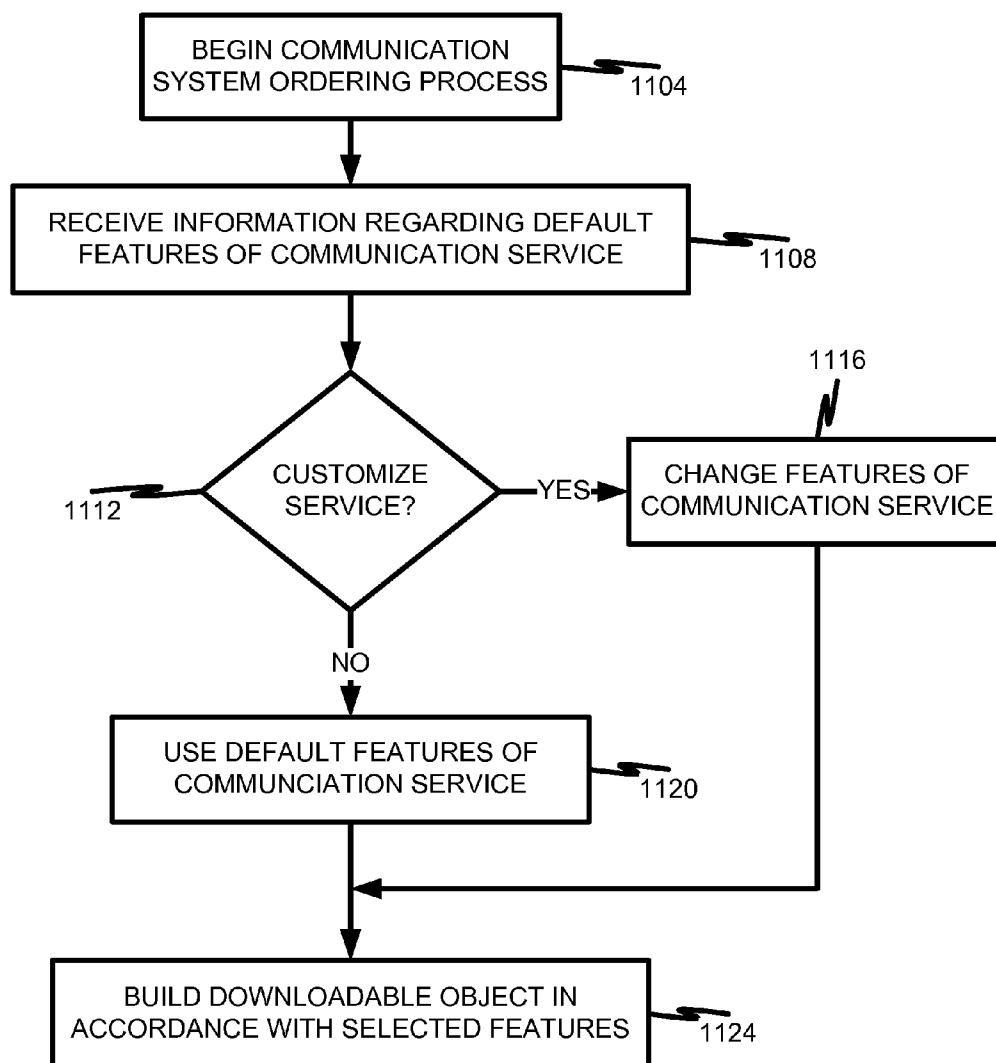 BEGIN COMMUNICATION
SYSTEM ORDERING PROCESS
1104
RECEIVE INFORMATION REGARDING DEFAULT
FEATURES OF COMMUNICATION SERVICE
1108
1116
CUSTOMIZE
SERVICE?
1112
YES
CHANGE FEATURES OF
COMMUNICATION SERVICE
NO
USE DEFAULT FEATURES OF
COMMUNCIATION SERVICE
1120
BUILD DOWNLOADABLE OBJECT IN
ACCORDANCE WITH SELECTED FEATURES
1124